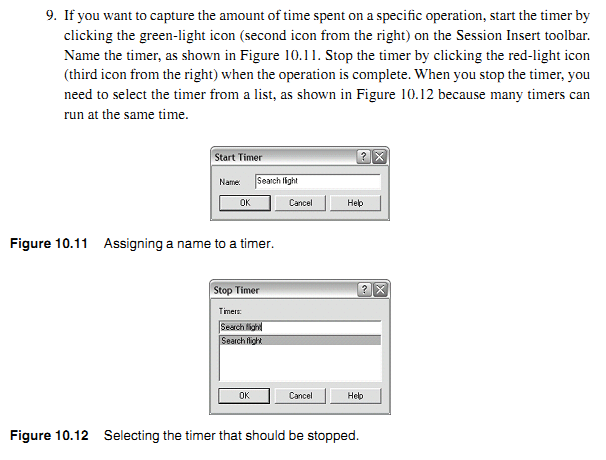 9. If you want to capture the amount of time spent on a specific operation, start the timer by
clicking the green-light icon (second icon from the right) on the Session Insert toolbar.
Name the timer, as shown in Figure 10.11. Stop the timer by clicking the red-light icon
(third icon from the right) when the operation is complete. When you stop the timer, you
need to select the timer from a list, as shown in Figure 10.12 because many timers can
run at the same time.
Start Timer
Name: Search flight
OK Cancel Help
Figure 10.11 Assigning a name to a timer.
Stop Timer
Timers:
Search flight
Search flight
OK Cancel Help
Figure 10.12 Selecting the timer that should be stopped.